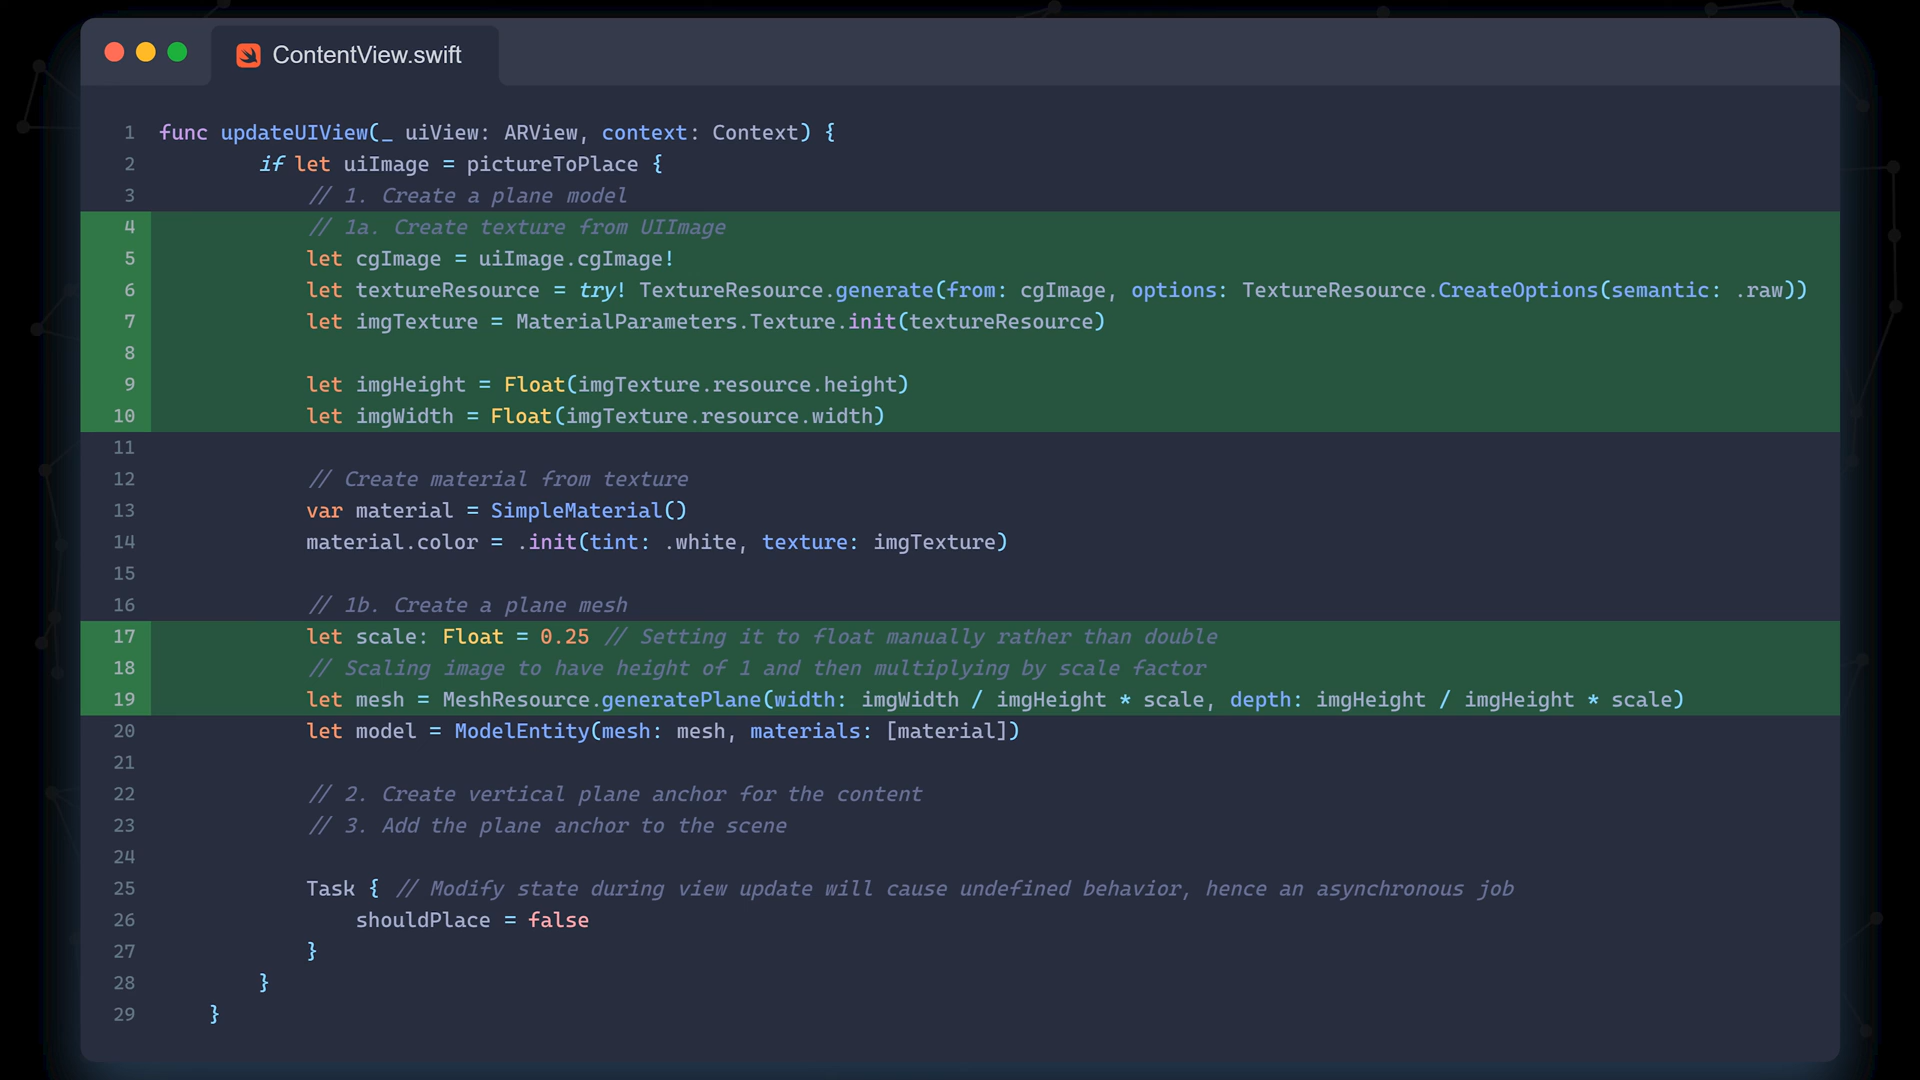 ContentView.swift
1 func updateUIView(_ uiView: ARView, context: Context) {
2 if let uiImage = pictureToPlace {
3 // 1. Create a plane model
4 // 1a. Create texture from UIImage
5 let cgImage = uiImage.cgImage!
6 let textureResource = try! TextureResource.generate(from: cgImage, options: TextureResource.CreateOptions(semantic: .raw))
7 let imgTexture = MaterialParameters.Texture.init(textureResource)
8
9 let imgHeight = Float(imgTexture.resource.height)
10 let imgWidth = Float(imgTexture.resource.width)
11
12 // Create material from texture
13 var material = SimpleMaterial()
14 material.color = .init(tint: .white, texture: imgTexture)
15
16 // 1b. Create a plane mesh
17 let scale: Float = 0.25 // Setting it to float manually rather than double
18 // Scaling image to have height of 1 and then multiplying by scale factor
19 let mesh = MeshResource.generatePlane(width: imgWidth / imgHeight * scale, depth: imgHeight / imgHeight * scale)
20 let model = ModelEntity(mesh: mesh, materials: [material])
21
22 // 2. Create vertical plane anchor for the content
23 // 3. Add the plane anchor to the scene
24
25 Task { // Modify state during view update will cause undefined behavior, hence an asynchronous job
26 shouldPlace = false
27 }
28 }
29 }